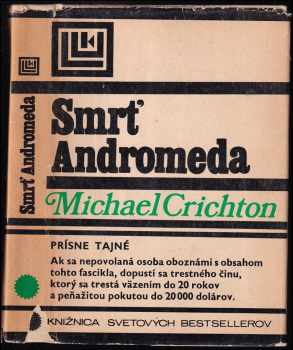 Smrť Andromeda
Smrť
Andromeda
Michael Crichton
PRÍSNE TAJNÉ
Ak sa nepovolaná osoba oboznámi s obsahom
tohto fascikla, dopustí sa trestného činu,
ktorý sa trestá väzením do 20 rokov
a peňažitou pokutou do 20 000 dolárov.
KNIŽNICA SVETOVÝCH BESTSELLEROV